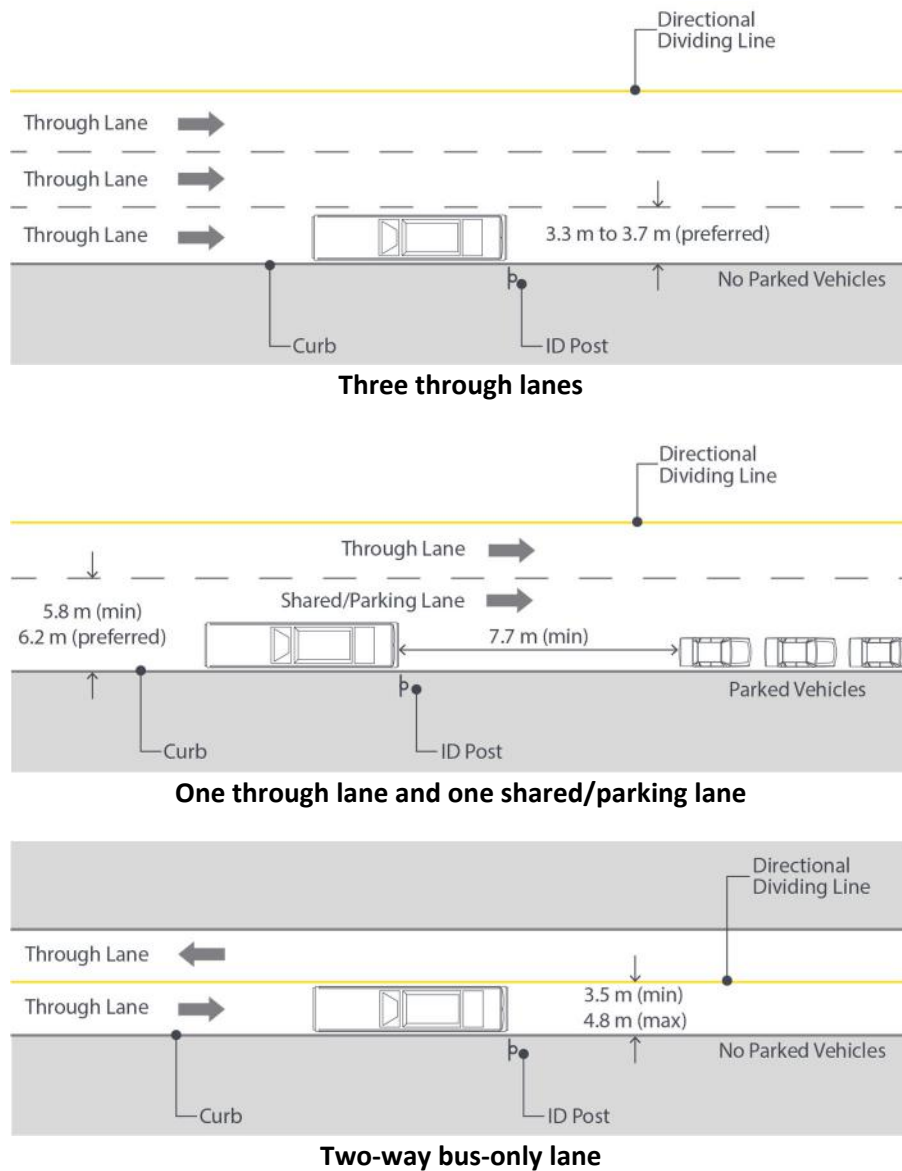 Directional
Dividing Line
Through Lane
Through Lane
Through Lane
3.3 m to 3.7 m (preferred)
No Parked Vehicles
Curb
ID Post
Three through lanes
Directional
Dividing Line
Through Lane
Shared/Parking Lane
5.8 m (min)
6.2 m (preferred)
7.7 m (min)
Parked Vehicles
Curb
ID Post
One through lane and one shared/parking lane
Directional
Dividing Line
Through Lane
Through Lane
3.5 m (min)
4.8 m (max)
No Parked Vehicles
Curb
ID Post
Two-way bus-only lane